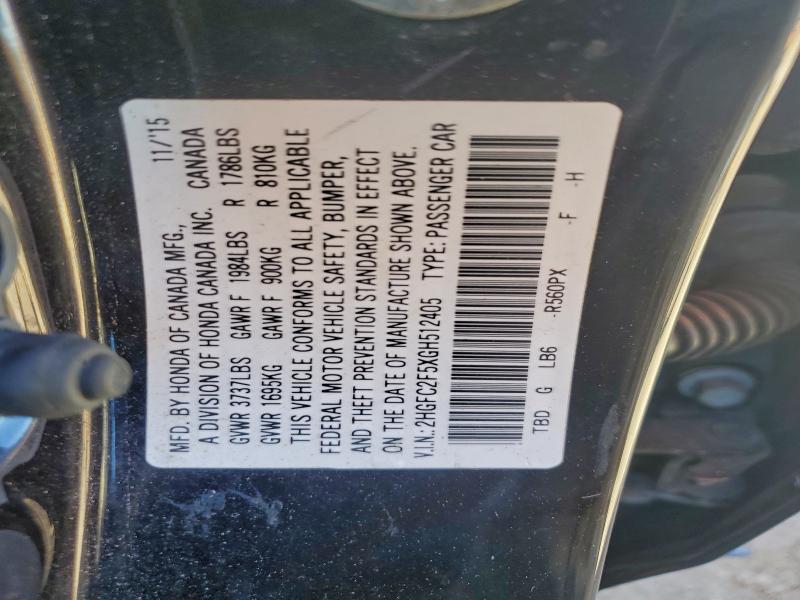 MFD. BY HONDA OF CANADA MFG., 11/15
A DIVISION OF HONDA CANADA INC. CANADA
GVWR 3737LBS GAWR F 1984LBS R 1786LBS
GVWR 1695KG GAWR F 900KG R 810KG
THIS VEHICLE CONFORMS TO ALL APPLICABLE
FEDERAL MOTOR VEHICLE SAFETY, BUMPER,
AND THEFT PREVENTION STANDARDS IN EFFECT
ON THE DATE OF MANUFACTURE SHOWN ABOVE.
V.I.N.: 2HGFC2F5XGH512405 TYPE: PASSENGER CAR
TBD G LB6 -R560PX -F -H